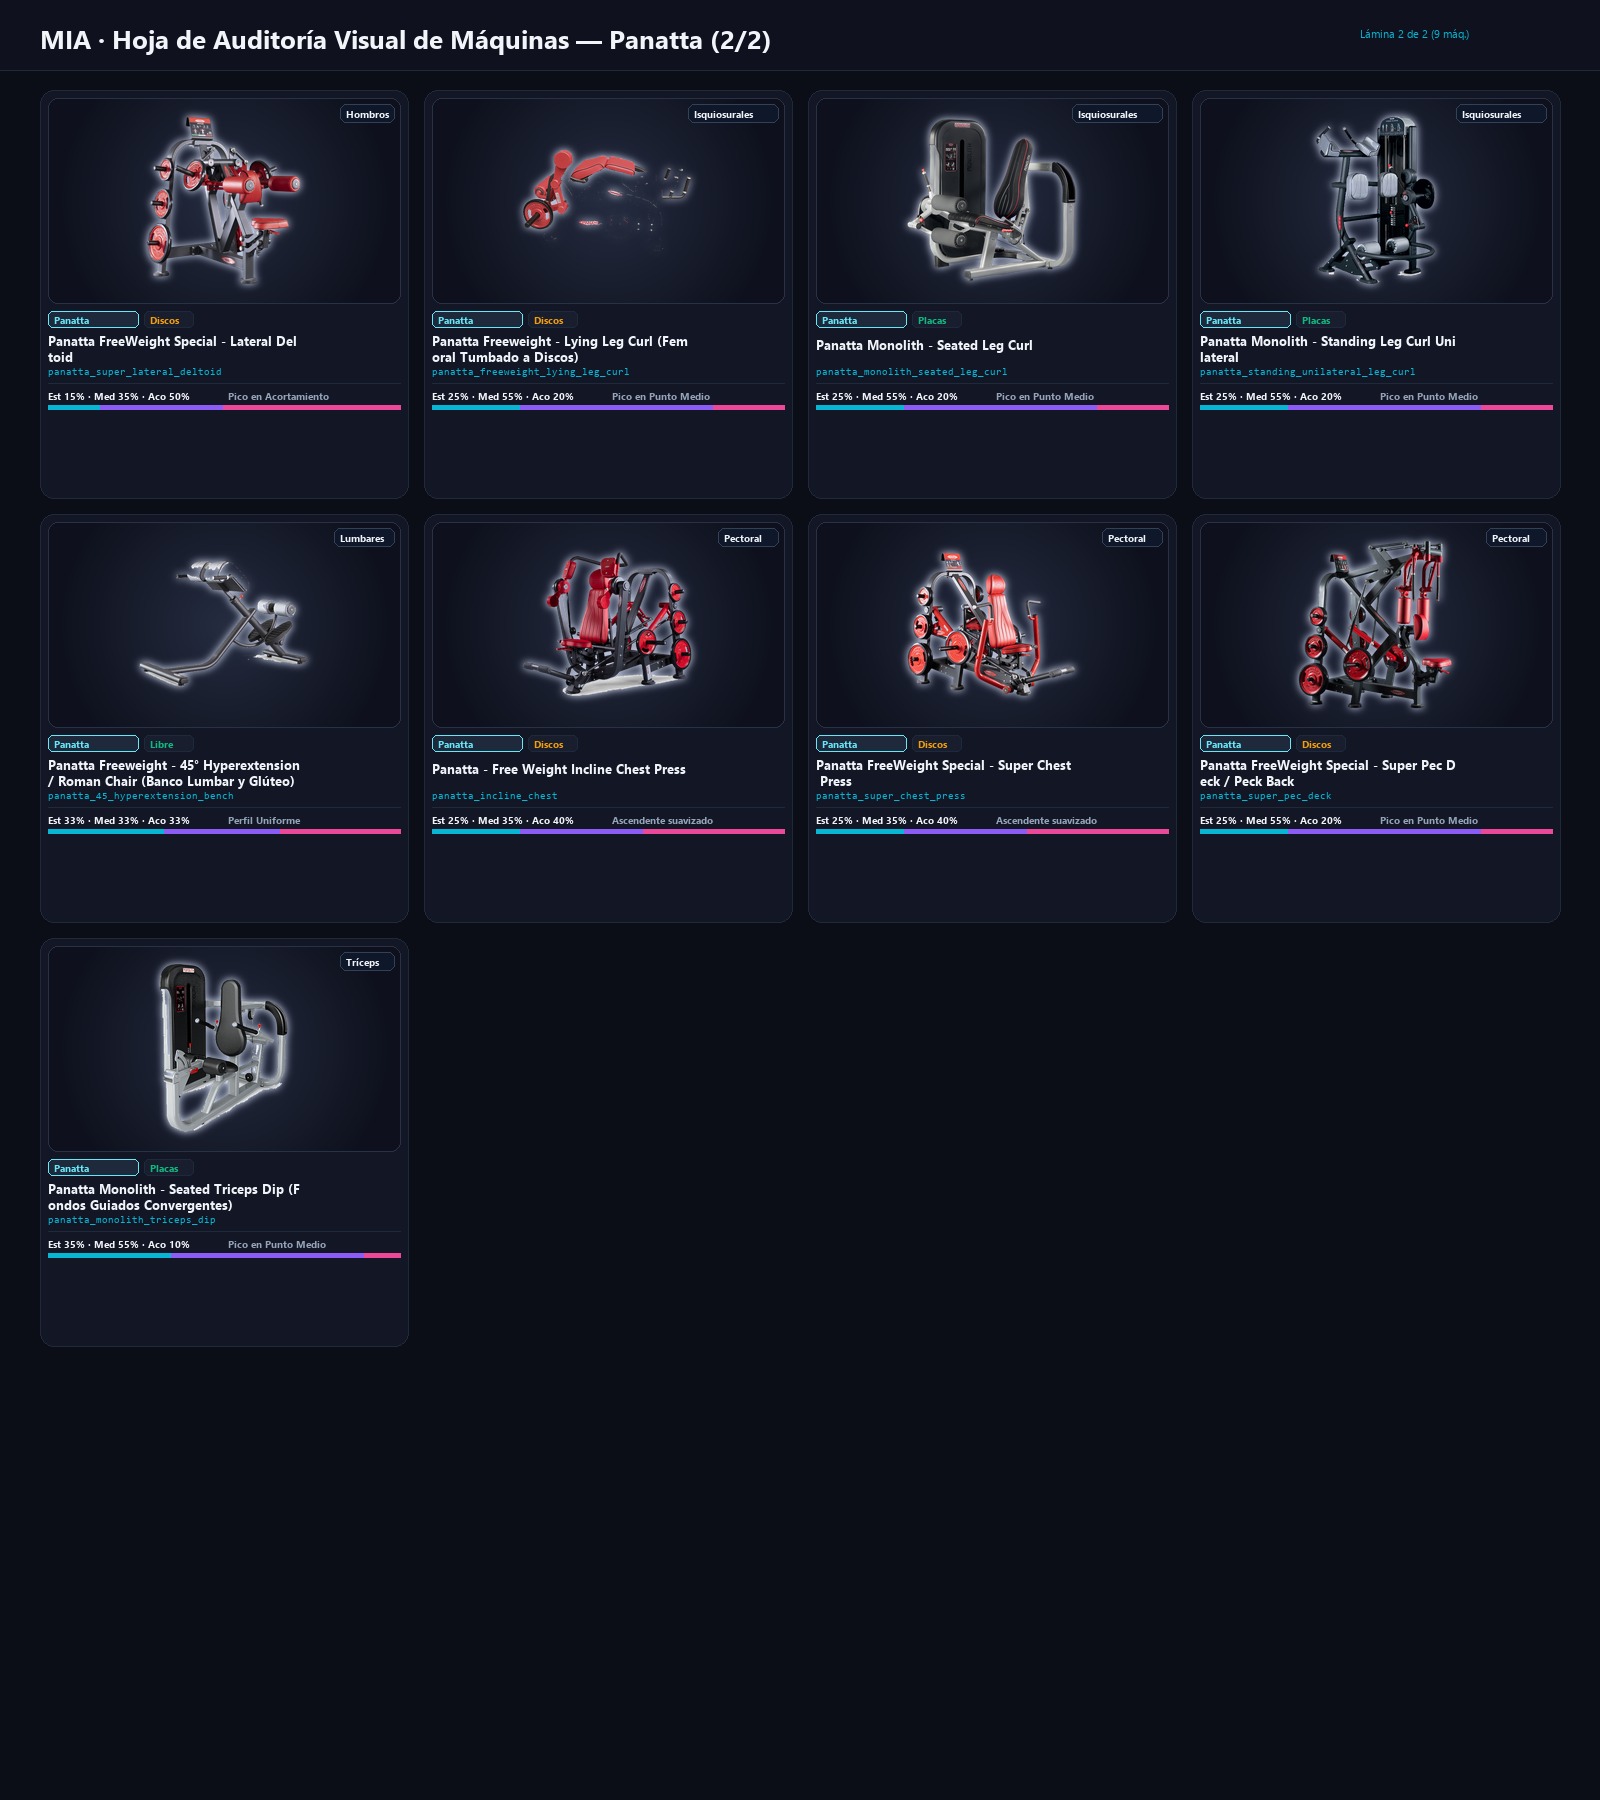 MIA · Hoja de Auditoría Visual de Máquinas — Panatta (2/2)
Lámina 2 de 2 (9 máq.)
Hombros
Panatta
Discos
Panatta FreeWeight Special - Lateral Del
toid
panatta_super_lateral_deltoid
Est 15% · Med 35% · Aco 50%
Pico en Acortamiento
Isquiosurales
Panatta
Discos
Panatta Freeweight - Lying Leg Curl (Fem
oral Tumbado a Discos)
panatta_freeweight_lying_leg_curl
Est 25% · Med 55% · Aco 20%
Pico en Punto Medio
Isquiosurales
Panatta
Placas
Panatta Monolith - Seated Leg Curl
panatta_monolith_seated_leg_curl
Est 25% · Med 55% · Aco 20%
Pico en Punto Medio
Isquiosurales
Panatta
Placas
Panatta Monolith - Standing Leg Curl Uni
lateral
panatta_standing_unilateral_leg_curl
Est 25% · Med 55% · Aco 20%
Pico en Punto Medio
Lumbares
Panatta
Libre
Panatta Freeweight - 45° Hyperextension
/ Roman Chair (Banco Lumbar y Glúteo)
panatta_45_hyperextension_bench
Est 33% · Med 33% · Aco 33%
Perfil Uniforme
Pectoral
Panatta
Discos
Panatta - Free Weight Incline Chest Press
panatta_incline_chest
Est 25% · Med 35% · Aco 40%
Ascendente suavizado
Pectoral
Panatta
Discos
Panatta FreeWeight Special - Super Chest
Press
panatta_super_chest_press
Est 25% · Med 35% · Aco 40%
Ascendente suavizado
Pectoral
Panatta
Discos
Panatta FreeWeight Special - Super Pec D
eck / Peck Back
panatta_super_pec_deck
Est 25% · Med 55% · Aco 20%
Pico en Punto Medio
Tríceps
Panatta
Placas
Panatta Monolith - Seated Triceps Dip (F
ondos Guiados Convergentes)
panatta_monolith_triceps_dip
Est 35% · Med 55% · Aco 10%
Pico en Punto Medio